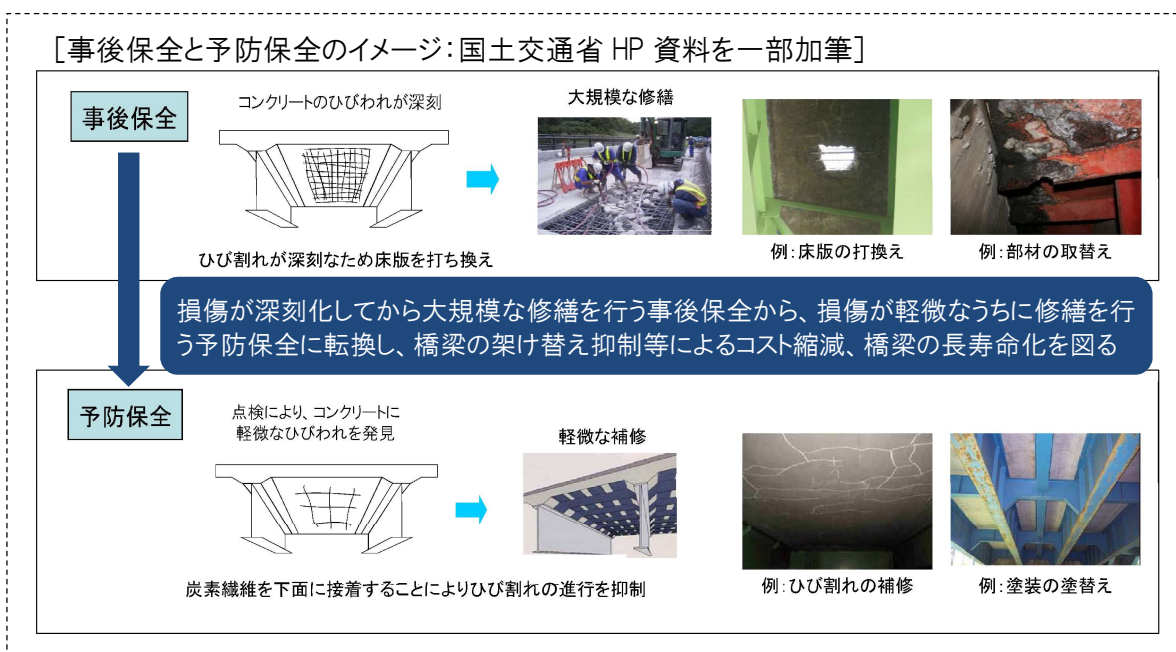 [事後保全と予防保全のイメージ:国土交通省 HP 資料を一部加筆]
事後保全
コンクリートのひびわれが深刻
大規模な修繕
ひび割れが深刻なため床版を打ち換え
例:床版の打換え
例:部材の取替え
損傷が深刻化してから大規模な修繕を行う事後保全から、損傷が軽微なうちに修繕を行
う予防保全に転換し、橋梁の架け替え抑制等によるコスト縮減、橋梁の長寿命化を図る
予防保全
点検により、コンクリートに
軽微なひびわれを発見
軽微な補修
炭素繊維を下面に接着することによりひび割れの進行を抑制
例:ひび割れの補修
例:塗装の塗替え